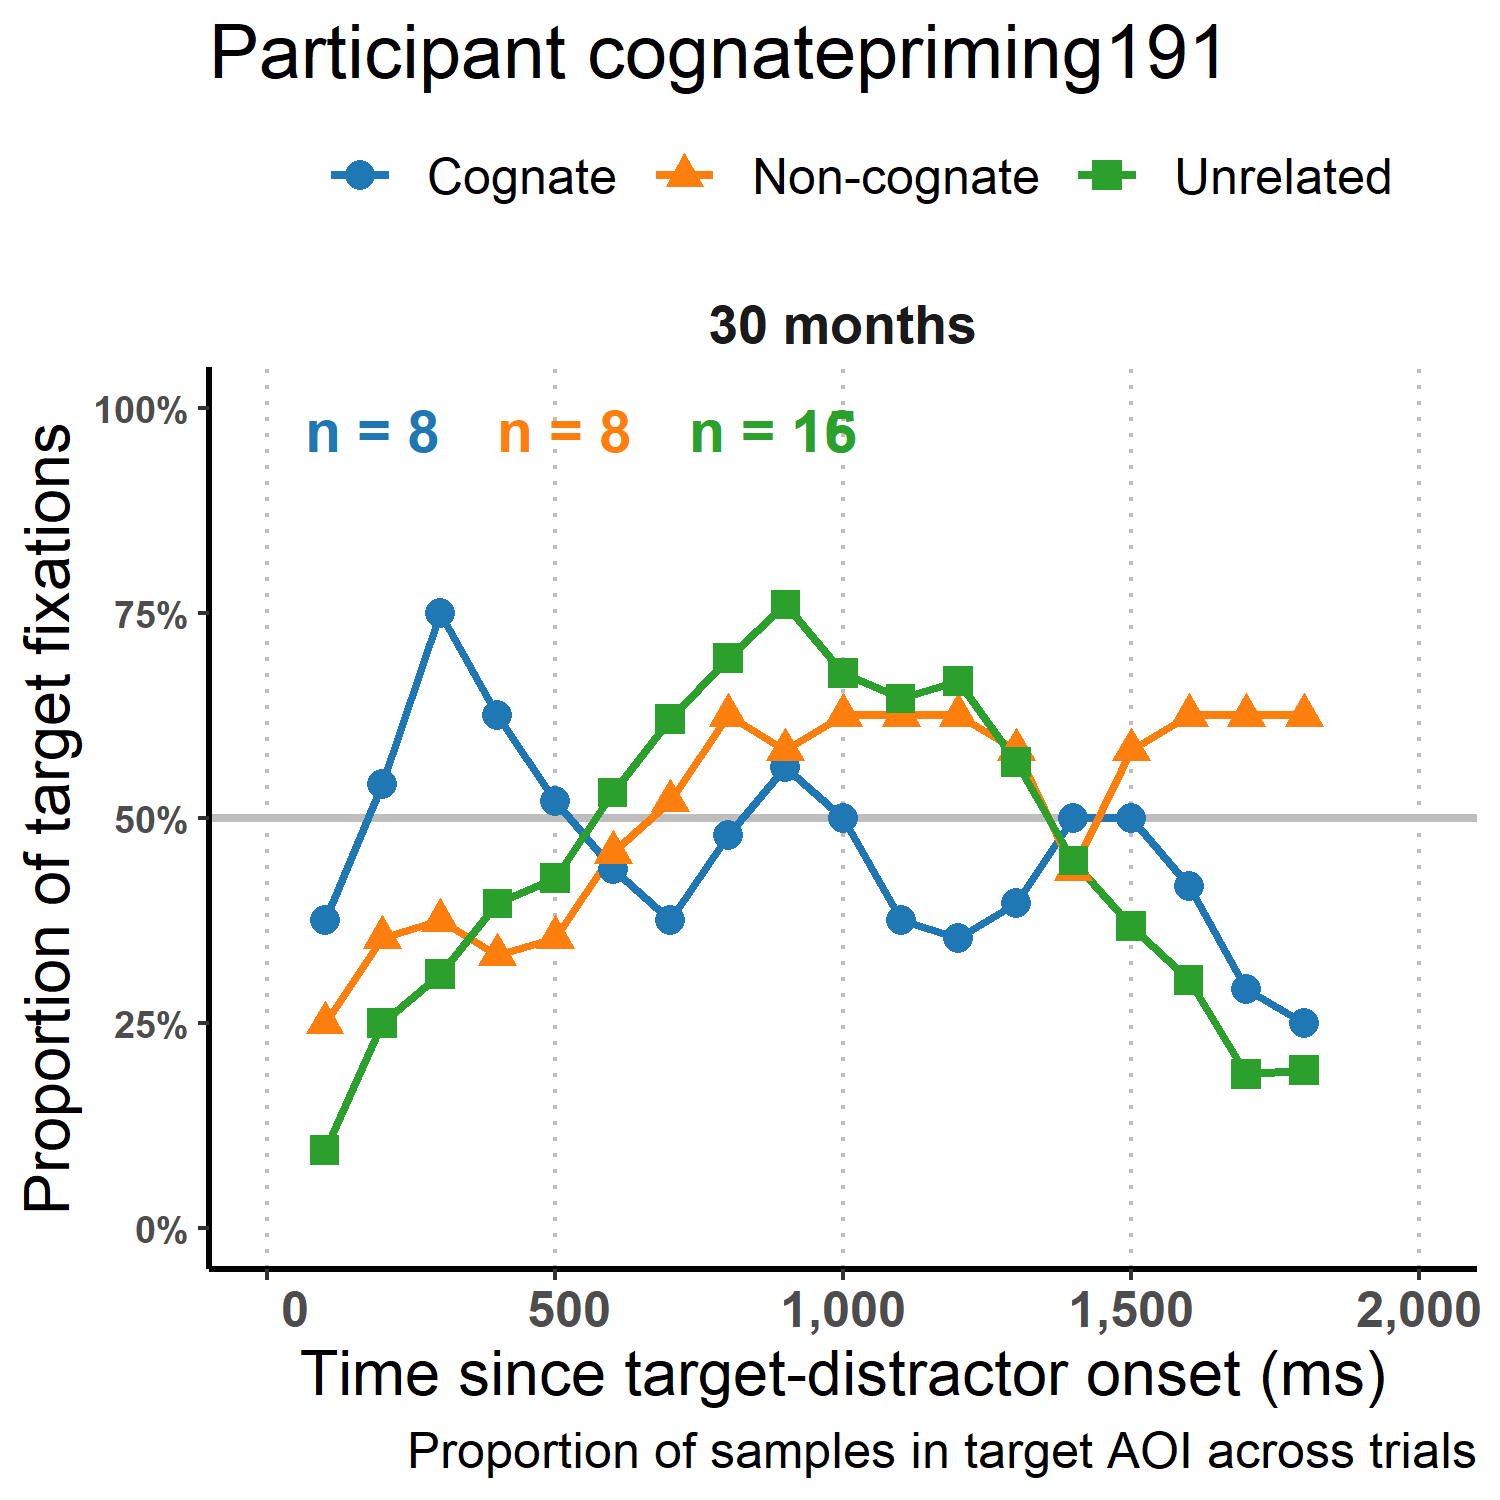 Participant cognatepriming191
Cognate Non-cognate Unrelated
30 months
n = 8 n = 8 n =
100%
75%
50%
25%
0%
Proportion of target fixations
0 500 1,000 1,500 2,000
Time since target-distractor onset (ms)
Proportion of samples in target AOI across trials